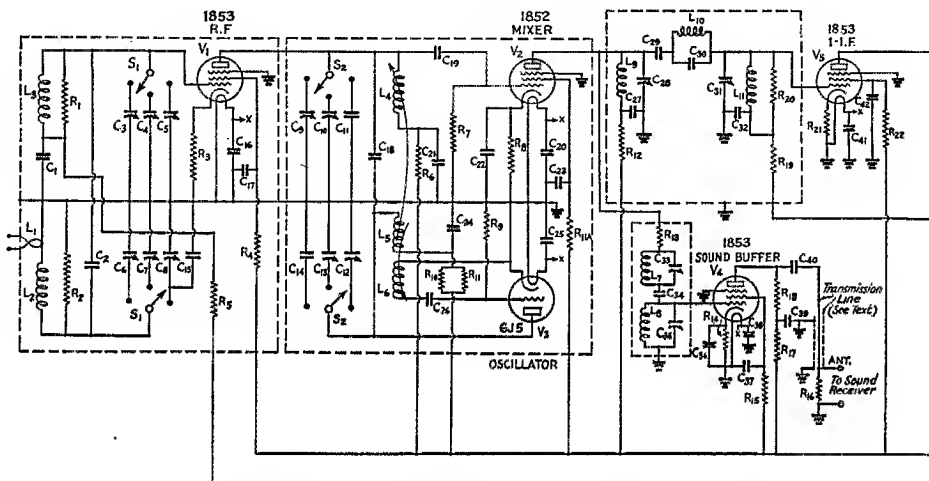 1853
R.F
V1
1852
MIXER
V2
1853
1-I.F.
V5
L10
C29
C30
L9
C28
C27
C31
L11
C32
R20
R12
R19
R21
C41
C42
R22
L3
R1
S1
C3
C4
C5
R3
x
C16
C17
C1
L1
L2
R2
C2
C6
C7
C8
C15
S1
R5
R4
S2
C9
C10
C11
C18
L4
C19
R7
C21
R6
C22
R8
x
C20
C23
L5
C24
R9
C25
x
R11A
C14
C13
C12
L6
R10
R11
C26
S2
6J5
V3
OSCILLATOR
R13
L7
C33
C34
L8
C35
1853
SOUND BUFFER
V4
R14
x
C37
R15
C40
R18
C39
R17
Transmission
Line
(See Text)
ANT.
R16
To Sound
Receiver